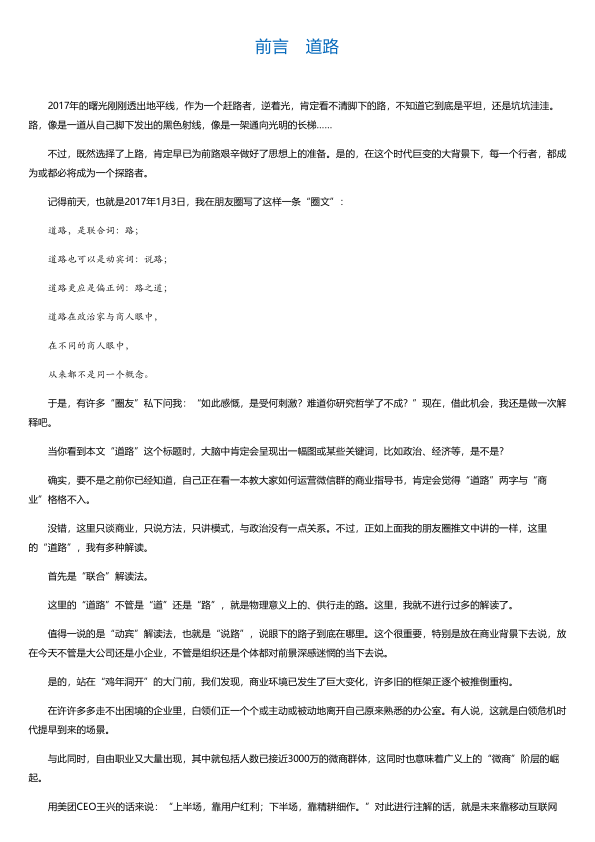 前言　道路
2017年的曙光刚刚透出地平线，作为一个赶路者，逆着光，肯定看不清脚下的路，不知道它到底是平坦，还是坑坑洼洼。
路，像是一道从自己脚下发出的黑色射线，像是一架通向光明的长梯……
不过，既然选择了上路，肯定早已为前路艰辛做好了思想上的准备。是的，在这个时代巨变的大背景下，每一个行者，都成
为或都必将成为一个探路者。
记得前天，也就是2017年1月3日，我在朋友圈写了这样一条“圈文”：
道路，是联合词：路；
道路也可以是动宾词：说路；
道路更应是偏正词：路之道；
道路在政治家与商人眼中，
在不同的商人眼中，
从来都不是同一个概念。
于是，有许多“圈友”私下问我：“如此感慨，是受何刺激？难道你研究哲学了不成？”现在，借此机会，我还是做一次解
释吧。
当你看到本文“道路”这个标题时，大脑中肯定会呈现出一幅图或某些关键词，比如政治、经济等，是不是？
确实，要不是之前你已经知道，自己正在看一本教大家如何运营微信群的商业指导书，肯定会觉得“道路”两字与“商
业”格格不入。
没错，这里只谈商业，只说方法，只讲模式，与政治没有一点关系。不过，正如上面我的朋友圈推文中讲的一样，这里
的“道路”，我有多种解读。
首先是“联合”解读法。
这里的“道路”不管是“道”还是“路”，就是物理意义上的、供行走的路。这里，我就不进行过多的解读了。
值得一说的是“动宾”解读法，也就是“说路”，说眼下的路子到底在哪里。这个很重要，特别是放在商业背景下去说，放
在今天不管是大公司还是小企业，不管是组织还是个体都对前景深感迷惘的当下去说。
是的，站在“鸡年洞开”的大门前，我们发现，商业环境已发生了巨大变化，许多旧的框架正逐个被推倒重构。
在许许多多走不出困境的企业里，白领们正一个个或主动或被动地离开自己原来熟悉的办公室。有人说，这就是白领危机时
代提早到来的场景。
与此同时，自由职业又大量出现，其中就包括人数已接近3000万的微商群体，这同时也意味着广义上的“微商”阶层的崛
起。
用美团CEO王兴的话来说：“上半场，靠用户红利；下半场，靠精耕细作。”对此进行注解的话，就是未来靠移动互联网